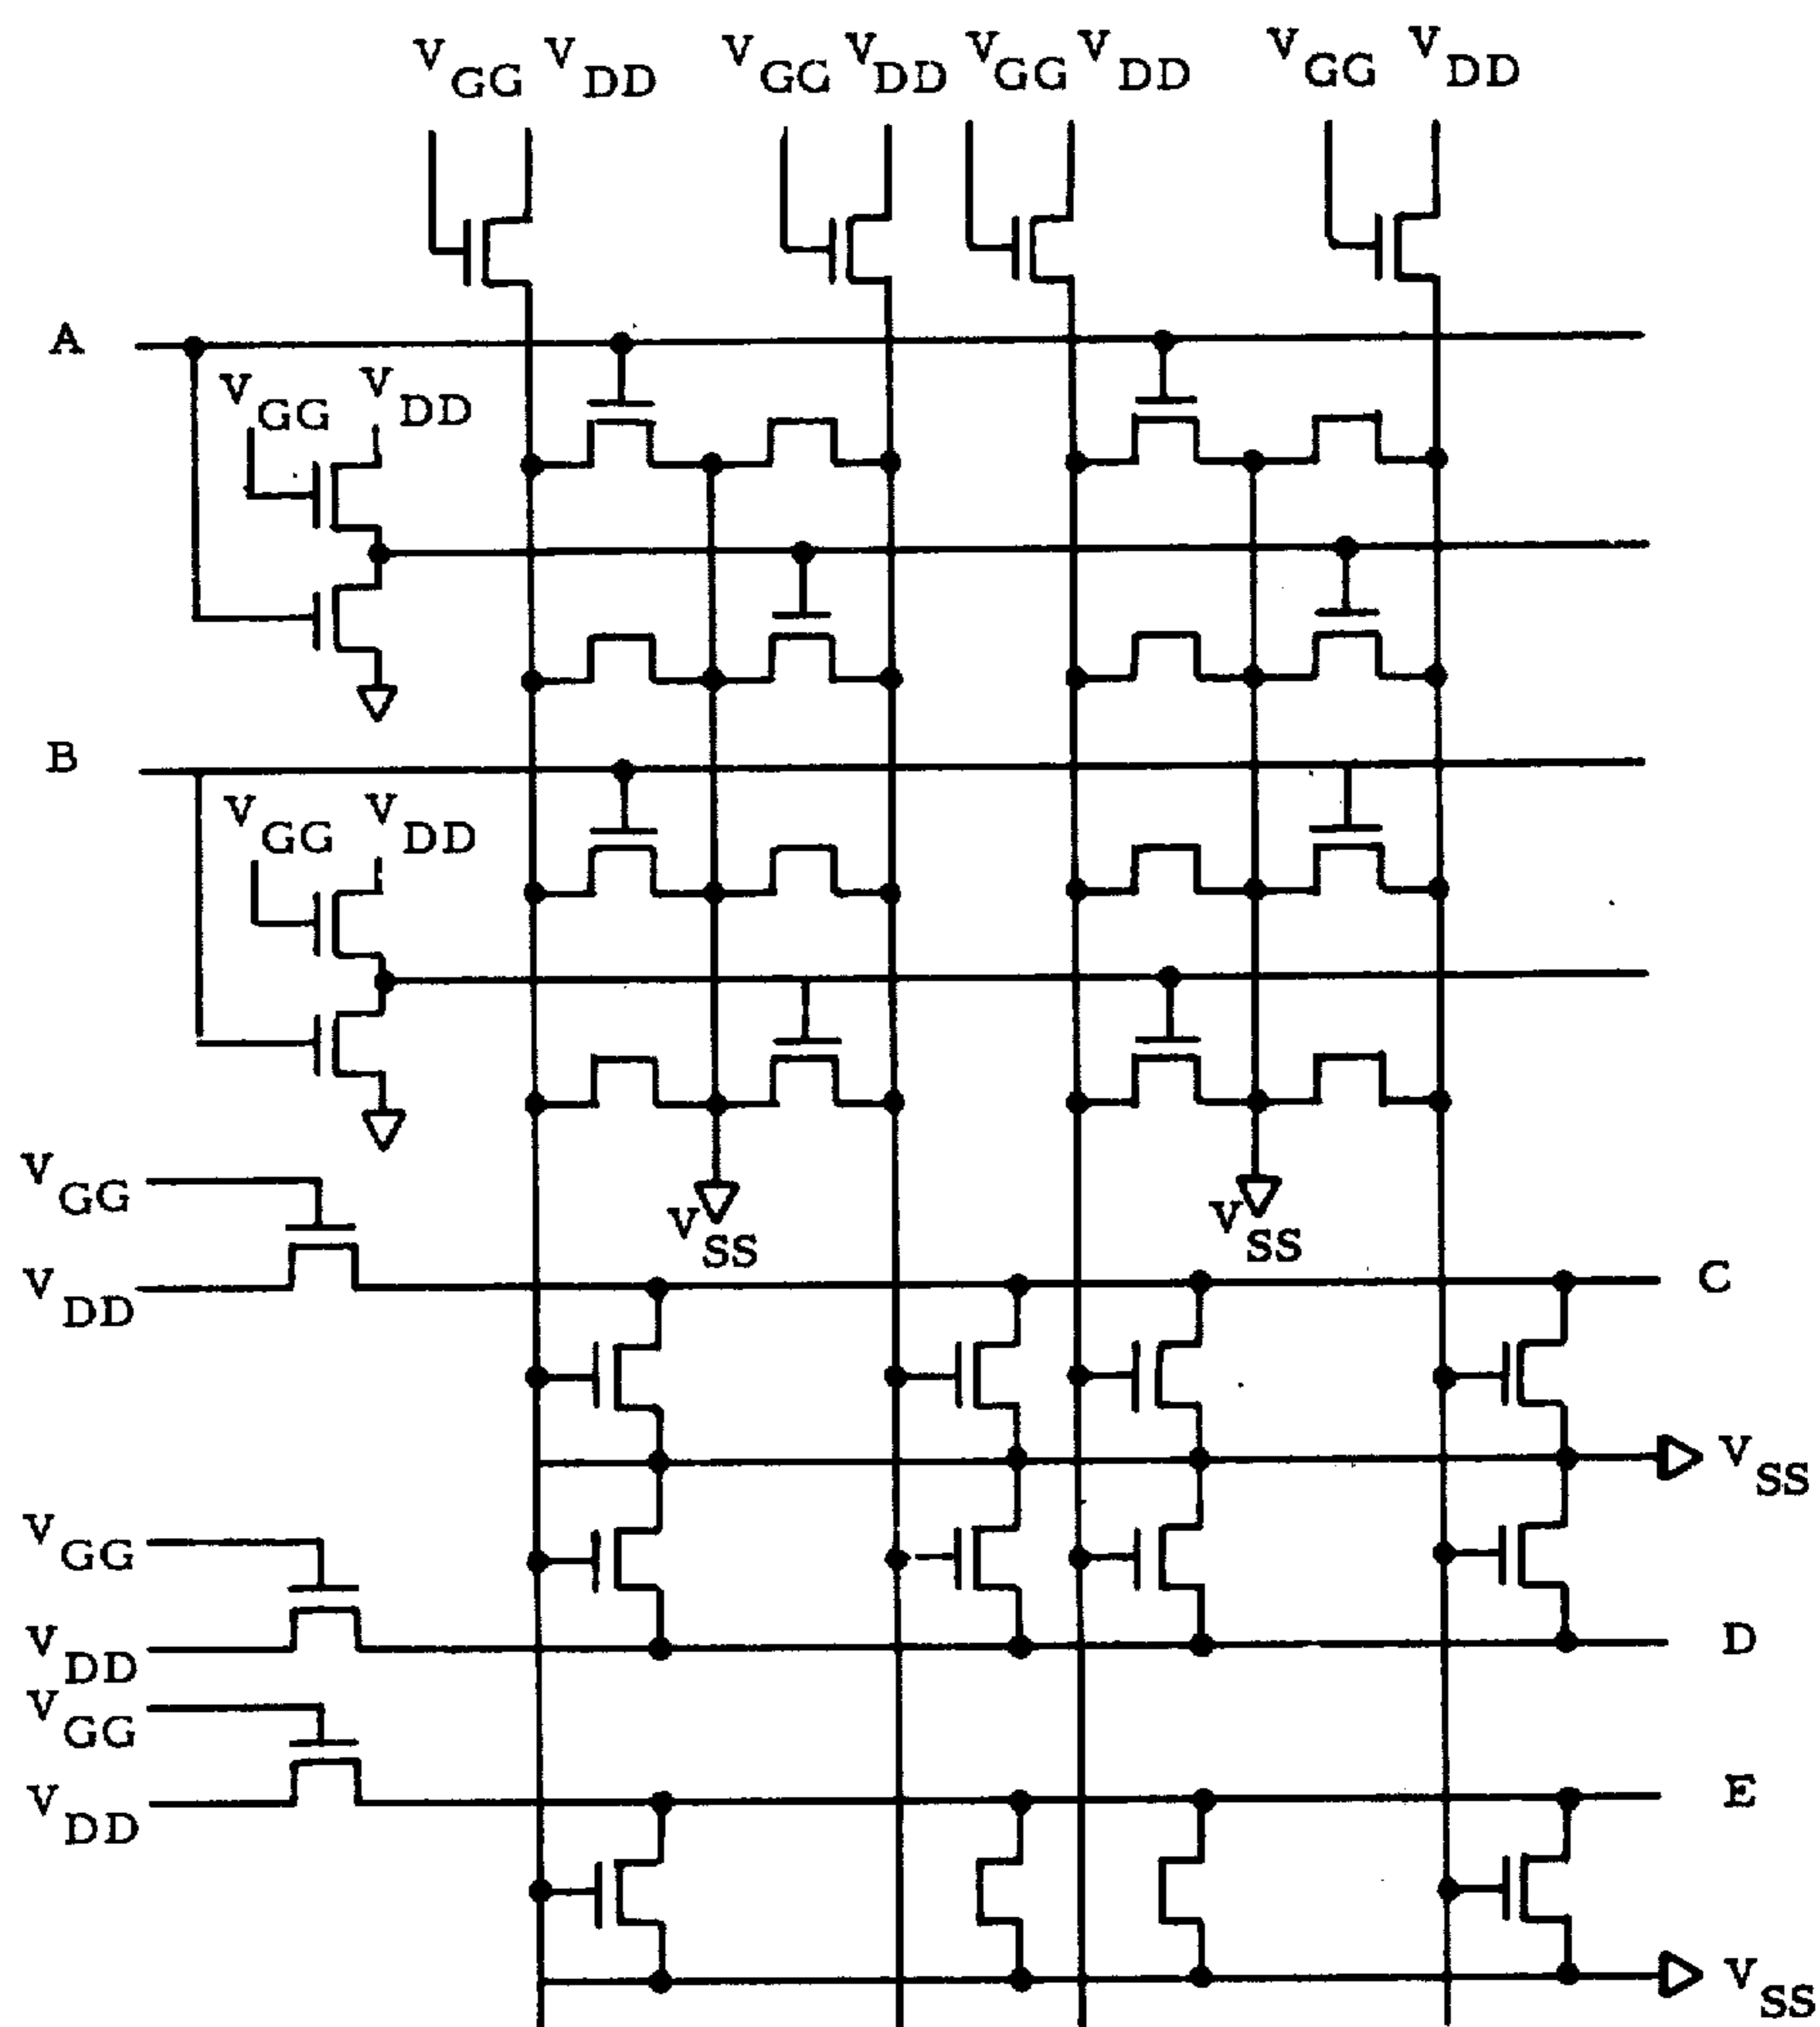 VGG VDD VGG VDD VGG VDD VGG VDD
A
VGG VDD
B
VGG VDD
VGG
VSS VSS
VDD C
VSS
VGG
VDD D
VGG
VDD E
VSS